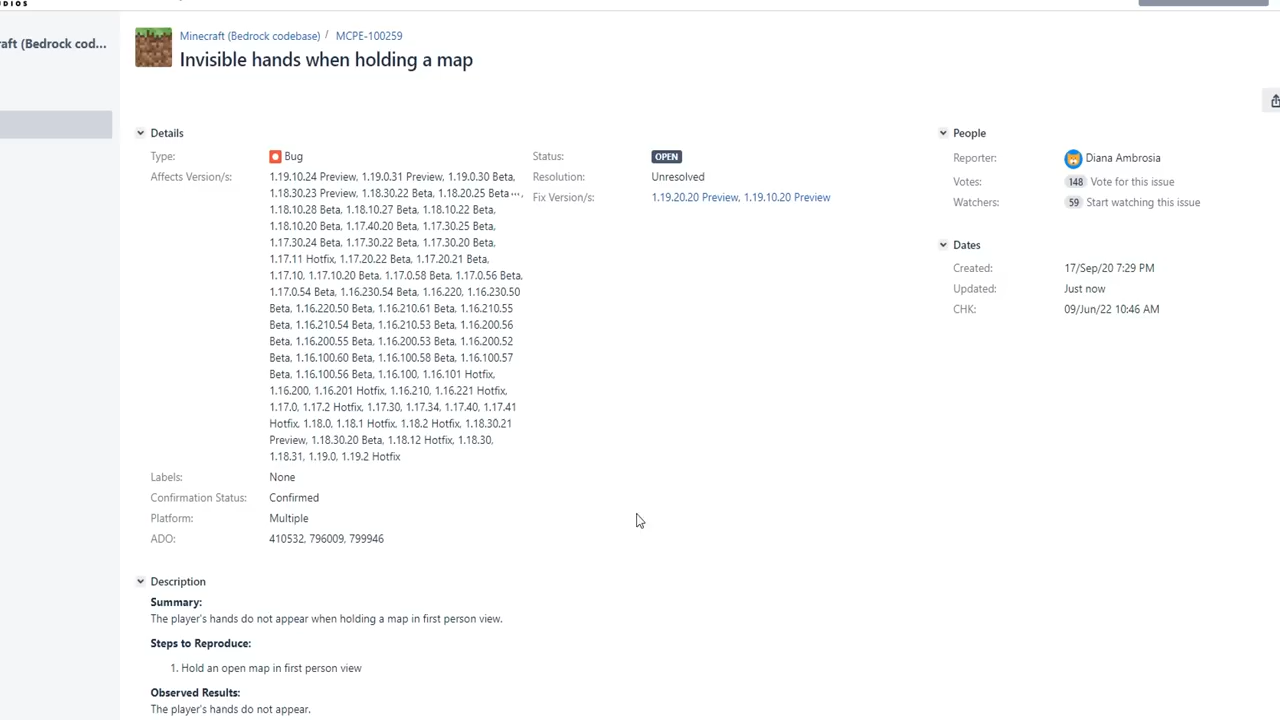 raft (Bedrock cod...
Minecraft (Bedrock codebase) / MCPE-100259
Invisible hands when holding a map
Details
Type: Bug
Affects Version/s: 1.19.10.24 Preview, 1.19.0.31 Preview, 1.19.0.30 Beta,
1.18.30.23 Preview, 1.18.30.22 Beta, 1.18.20.25 Beta ...,
1.18.10.28 Beta, 1.18.10.27 Beta, 1.18.10.22 Beta,
1.18.10.20 Beta, 1.17.40.20 Beta, 1.17.30.25 Beta,
1.17.30.24 Beta, 1.17.30.22 Beta, 1.17.30.20 Beta,
1.17.11 Hotfix, 1.17.20.22 Beta, 1.17.20.21 Beta,
1.17.10, 1.17.10.20 Beta, 1.17.0.58 Beta, 1.17.0.56 Beta,
1.17.0.54 Beta, 1.16.230.54 Beta, 1.16.220, 1.16.230.50
Beta, 1.16.220.50 Beta, 1.16.210.61 Beta, 1.16.210.55
Beta, 1.16.210.54 Beta, 1.16.210.53 Beta, 1.16.200.56
Beta, 1.16.200.55 Beta, 1.16.200.53 Beta, 1.16.200.52
Beta, 1.16.100.60 Beta, 1.16.100.58 Beta, 1.16.100.57
Beta, 1.16.100.56 Beta, 1.16.100, 1.16.101 Hotfix,
1.16.200, 1.16.201 Hotfix, 1.16.210, 1.16.221 Hotfix,
1.17.0, 1.17.2 Hotfix, 1.17.30, 1.17.34, 1.17.40, 1.17.41
Hotfix, 1.18.0, 1.18.1 Hotfix, 1.18.2 Hotfix, 1.18.30.21
Preview, 1.18.30.20 Beta, 1.18.12 Hotfix, 1.18.30,
1.18.31, 1.19.0, 1.19.2 Hotfix
Status: OPEN
Resolution: Unresolved
Fix Version/s: 1.19.20.20 Preview, 1.19.10.20 Preview
Labels: None
Confirmation Status: Confirmed
Platform: Multiple
ADO: 410532, 796009, 799946
People
Reporter: Diana Ambrosia
Votes: 148 Vote for this issue
Watchers: 59 Start watching this issue
Dates
Created: 17/Sep/20 7:29 PM
Updated: Just now
CHK: 09/Jun/22 10:46 AM
Description
Summary:
The player's hands do not appear when holding a map in first person view.
Steps to Reproduce:
1. Hold an open map in first person view
Observed Results:
The player's hands do not appear.